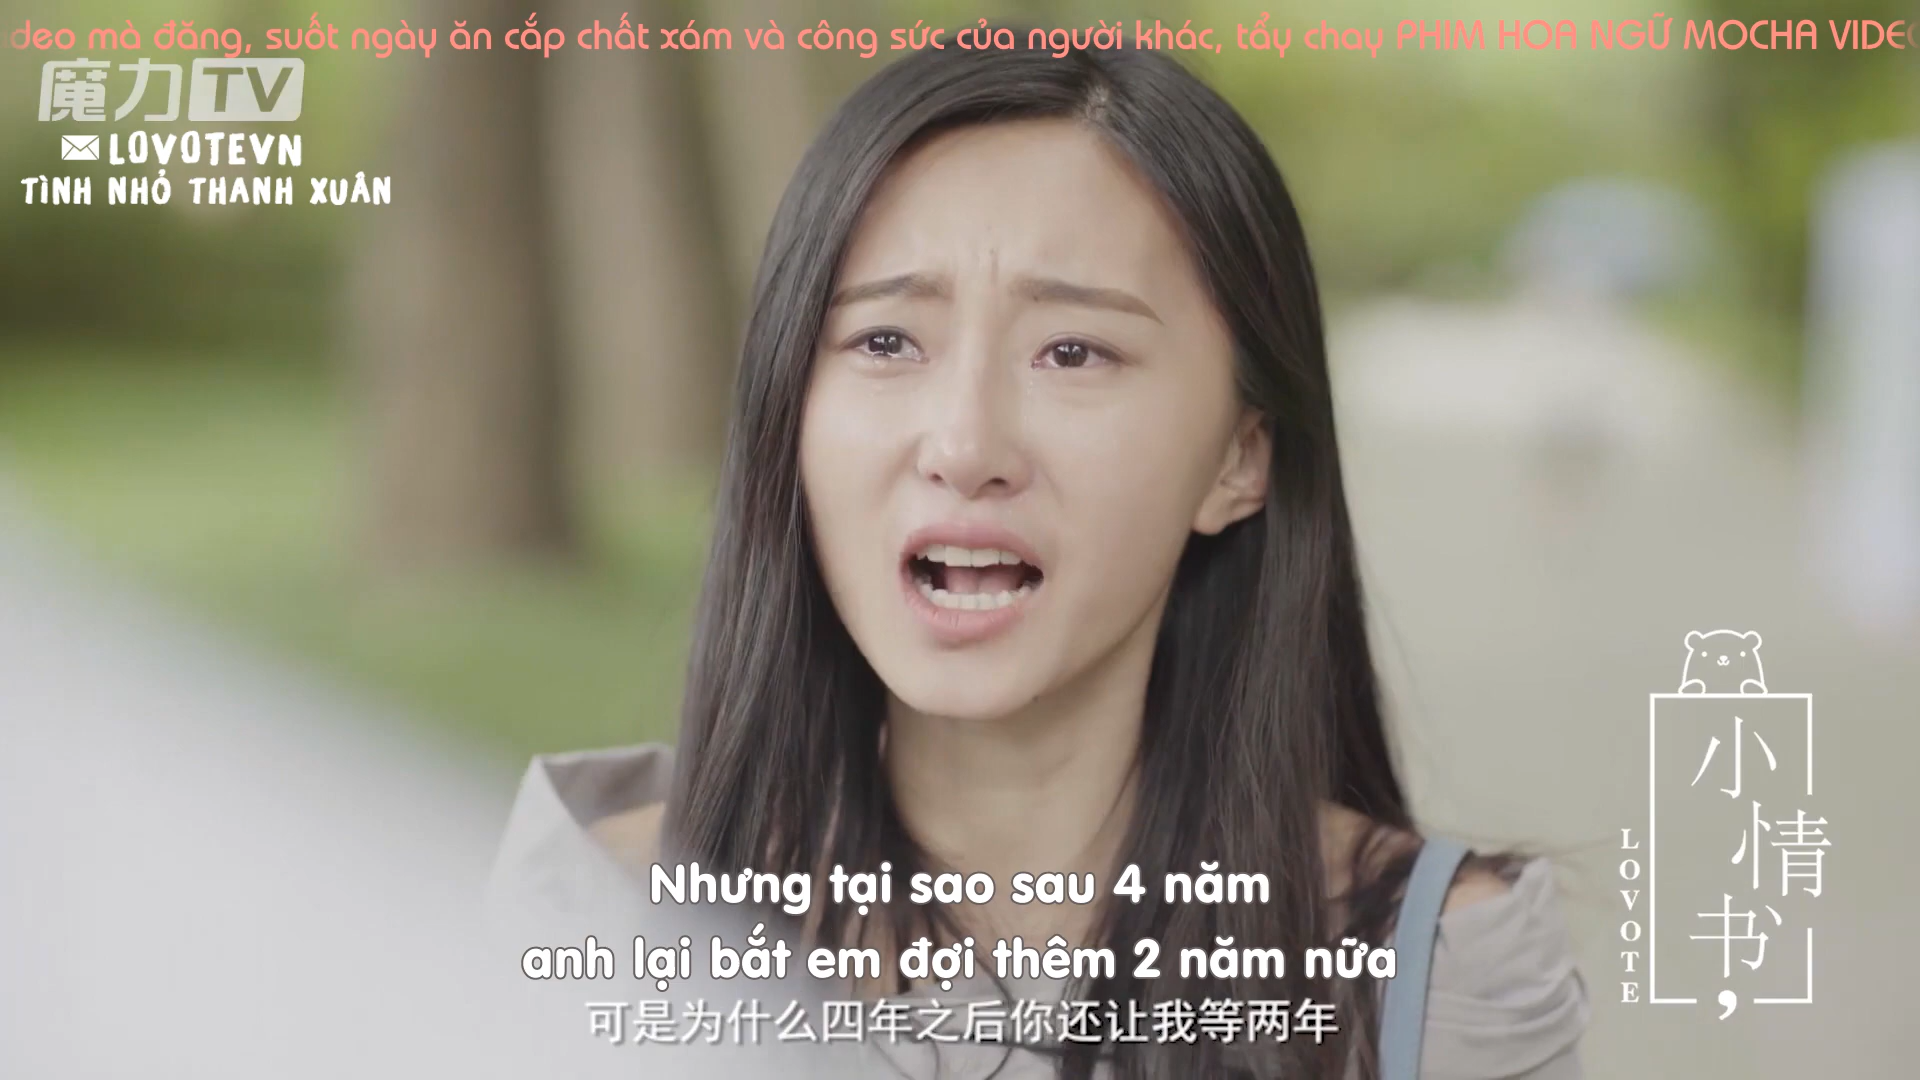 deo mà đăng, suốt ngày ăn cắp chất xám và công sức của người khác, tẩy chay PHIM HOA NGỮ MOCHA VIDEO
魔力TV
LOVOTEVN
TÌNH NHỎ THANH XUÂN
小情书,
LOVOTE
Nhưng tại sao sau 4 năm
anh lại bắt em đợi thêm 2 năm nữa
可是为什么四年之后你还让我等两年